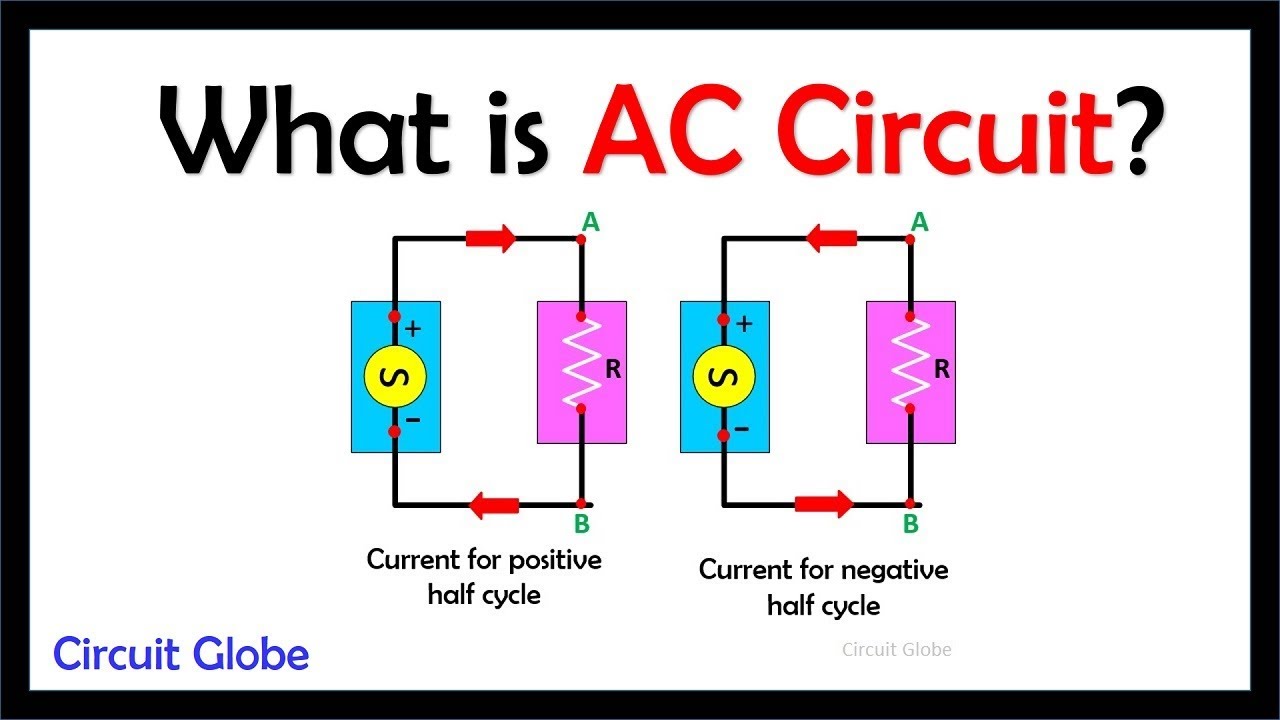 What is AC Circuit?
A
A
+
+
S
R
S
R
-
-
B
B
Current for positive
half cycle
Current for negative
half cycle
Circuit Globe
Circuit Globe